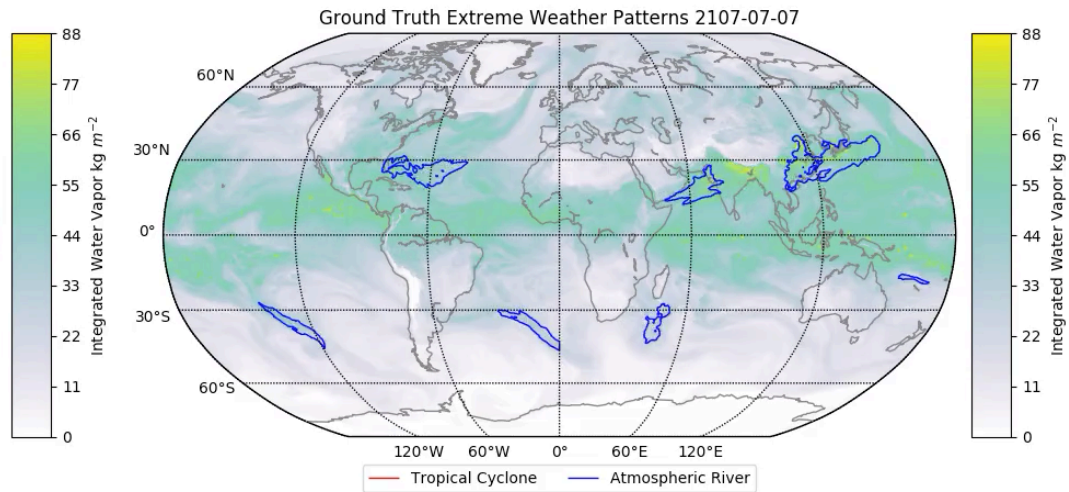 Ground Truth Extreme Weather Patterns 2107-07-07
88
77
66
55
44
33
22
11
0
Integrated Water Vapor kg m⁻²
60°N
30°N
0°
30°S
60°S
120°W 60°W 0° 60°E 120°E
88
77
66
55
44
33
22
11
0
Integrated Water Vapor kg m⁻²
Tropical Cyclone Atmospheric River